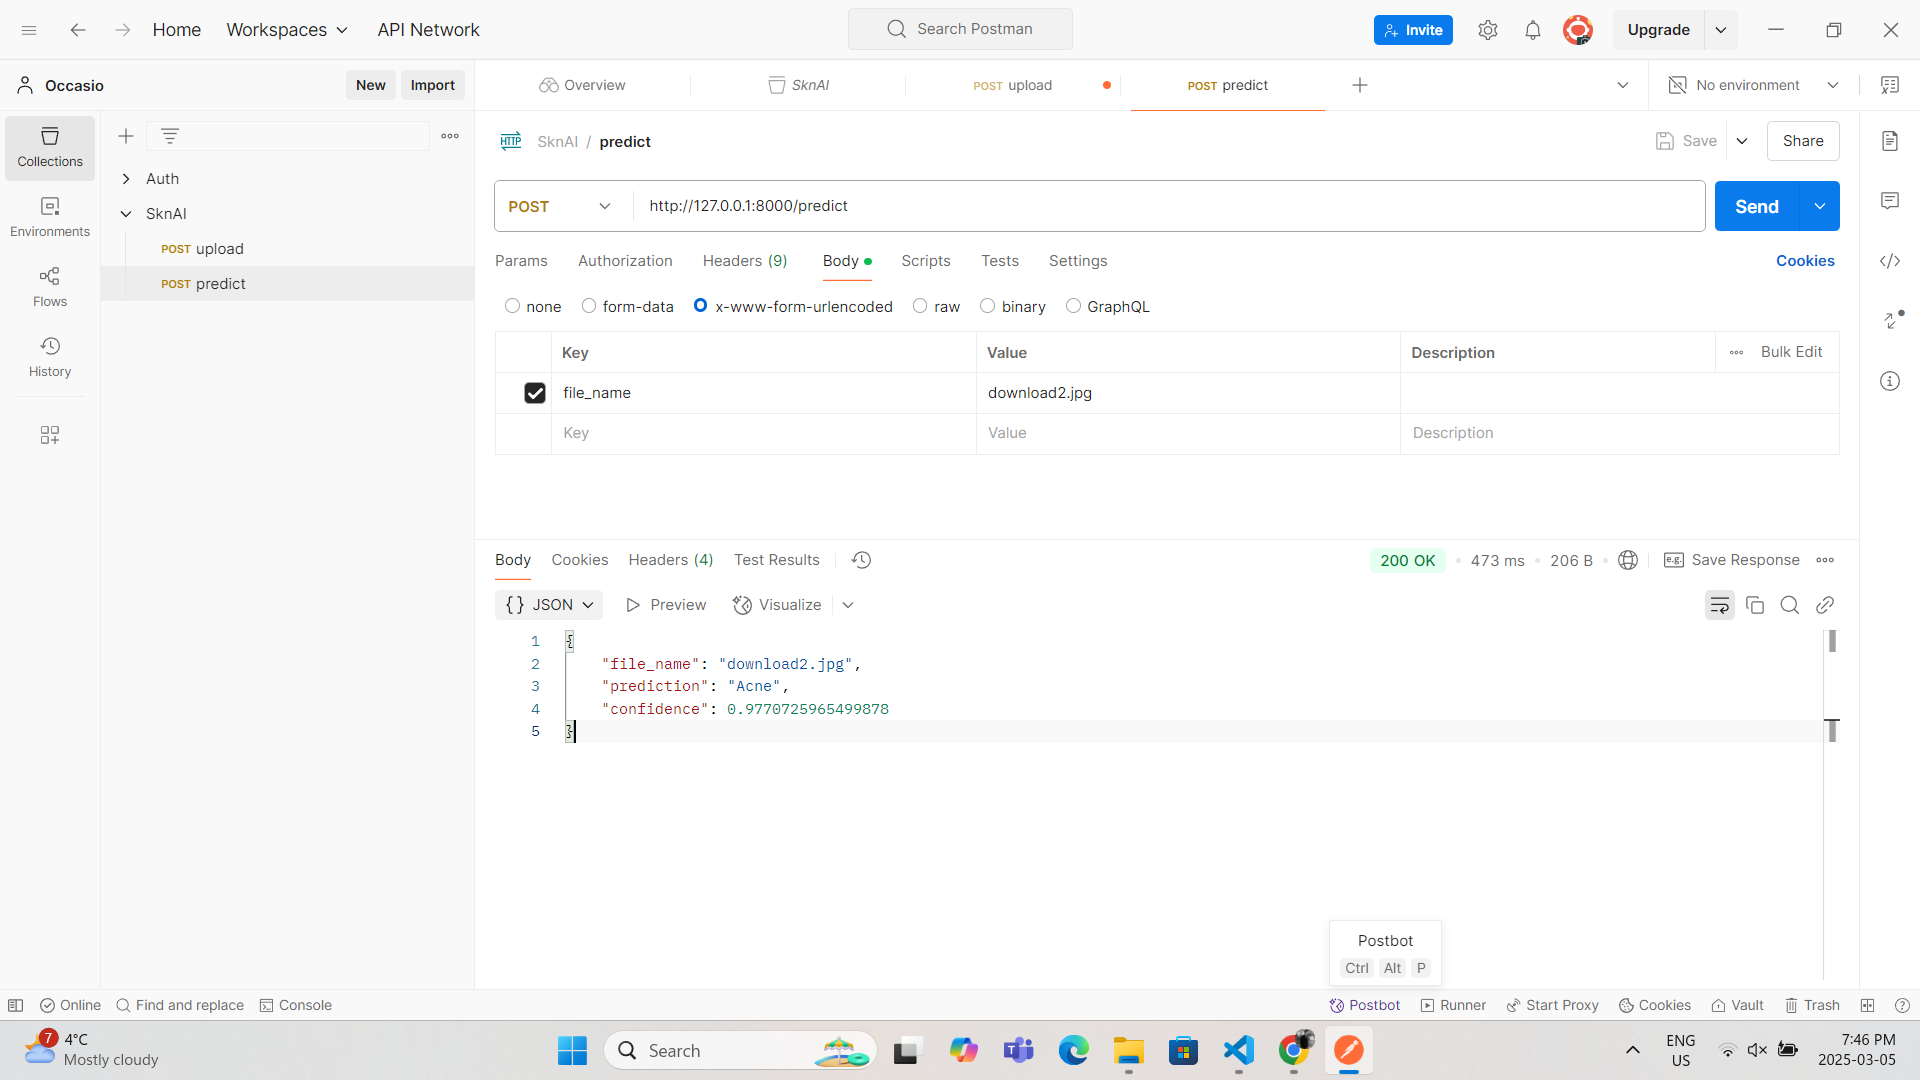 Home
Workspaces
API Network
Search Postman
Invite
Upgrade
Occasio
New
Import
Overview
SknAI
POST upload
POST predict
No environment
Collections
Environments
Flows
History
Auth
SknAI
POST upload
POST predict
HTTP SknAI / predict
Save
Share
POST
http://127.0.0.1:8000/predict
Send
Params
Authorization
Headers (9)
Body
Scripts
Tests
Settings
Cookies
none
form-data
x-www-form-urlencoded
raw
binary
GraphQL
Key
Value
Description
Bulk Edit
file_name
download2.jpg
Key
Value
Description
Body
Cookies
Headers (4)
Test Results
200 OK
473 ms
206 B
e.g. Save Response
{} JSON
Preview
Visualize
1 {
2 "file_name": "download2.jpg",
3 "prediction": "Acne",
4 "confidence": 0.9770725965499878
5 }
Postbot
Ctrl Alt P
Online
Find and replace
Console
Postbot
Runner
Start Proxy
Cookies
Vault
Trash
7
4°C
Mostly cloudy
Search
ENG
US
7:46 PM
2025-03-05